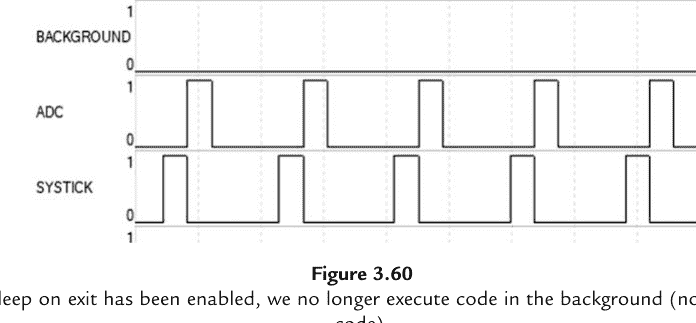 1
BACKGROUND
0
1
ADC
0
1
SYSTICK
0
1
Figure 3.60
leep on exit has been enabled, we no longer execute code in the background (no
code)